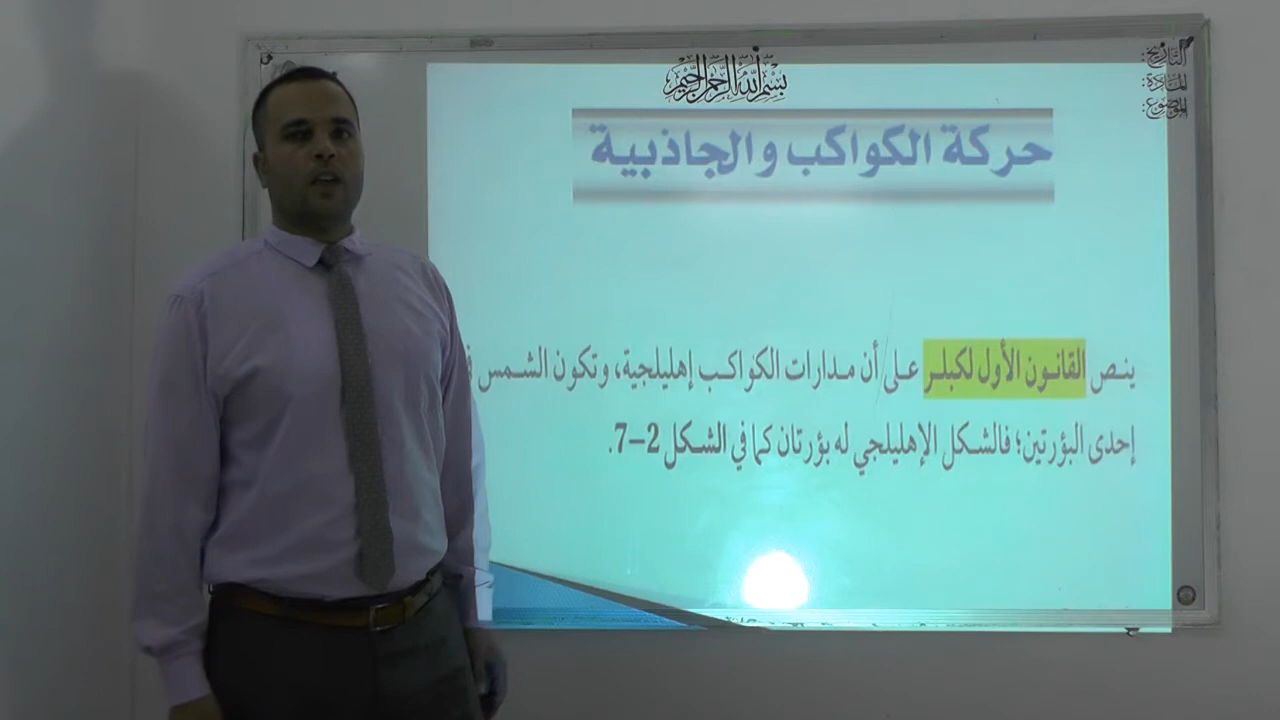 بسم الله الرحمن الرحيم
التاريخ:
المادة:
الموضوع:
حركة الكواكب والجاذبية
ينص القانون الأول لكبلر على أن مدارات الكواكب إهليلجية، وتكون الشمس
إحدى البؤرتين؛ فالشكل الإهليلجي له بؤرتان كما في الشكل 2-7.